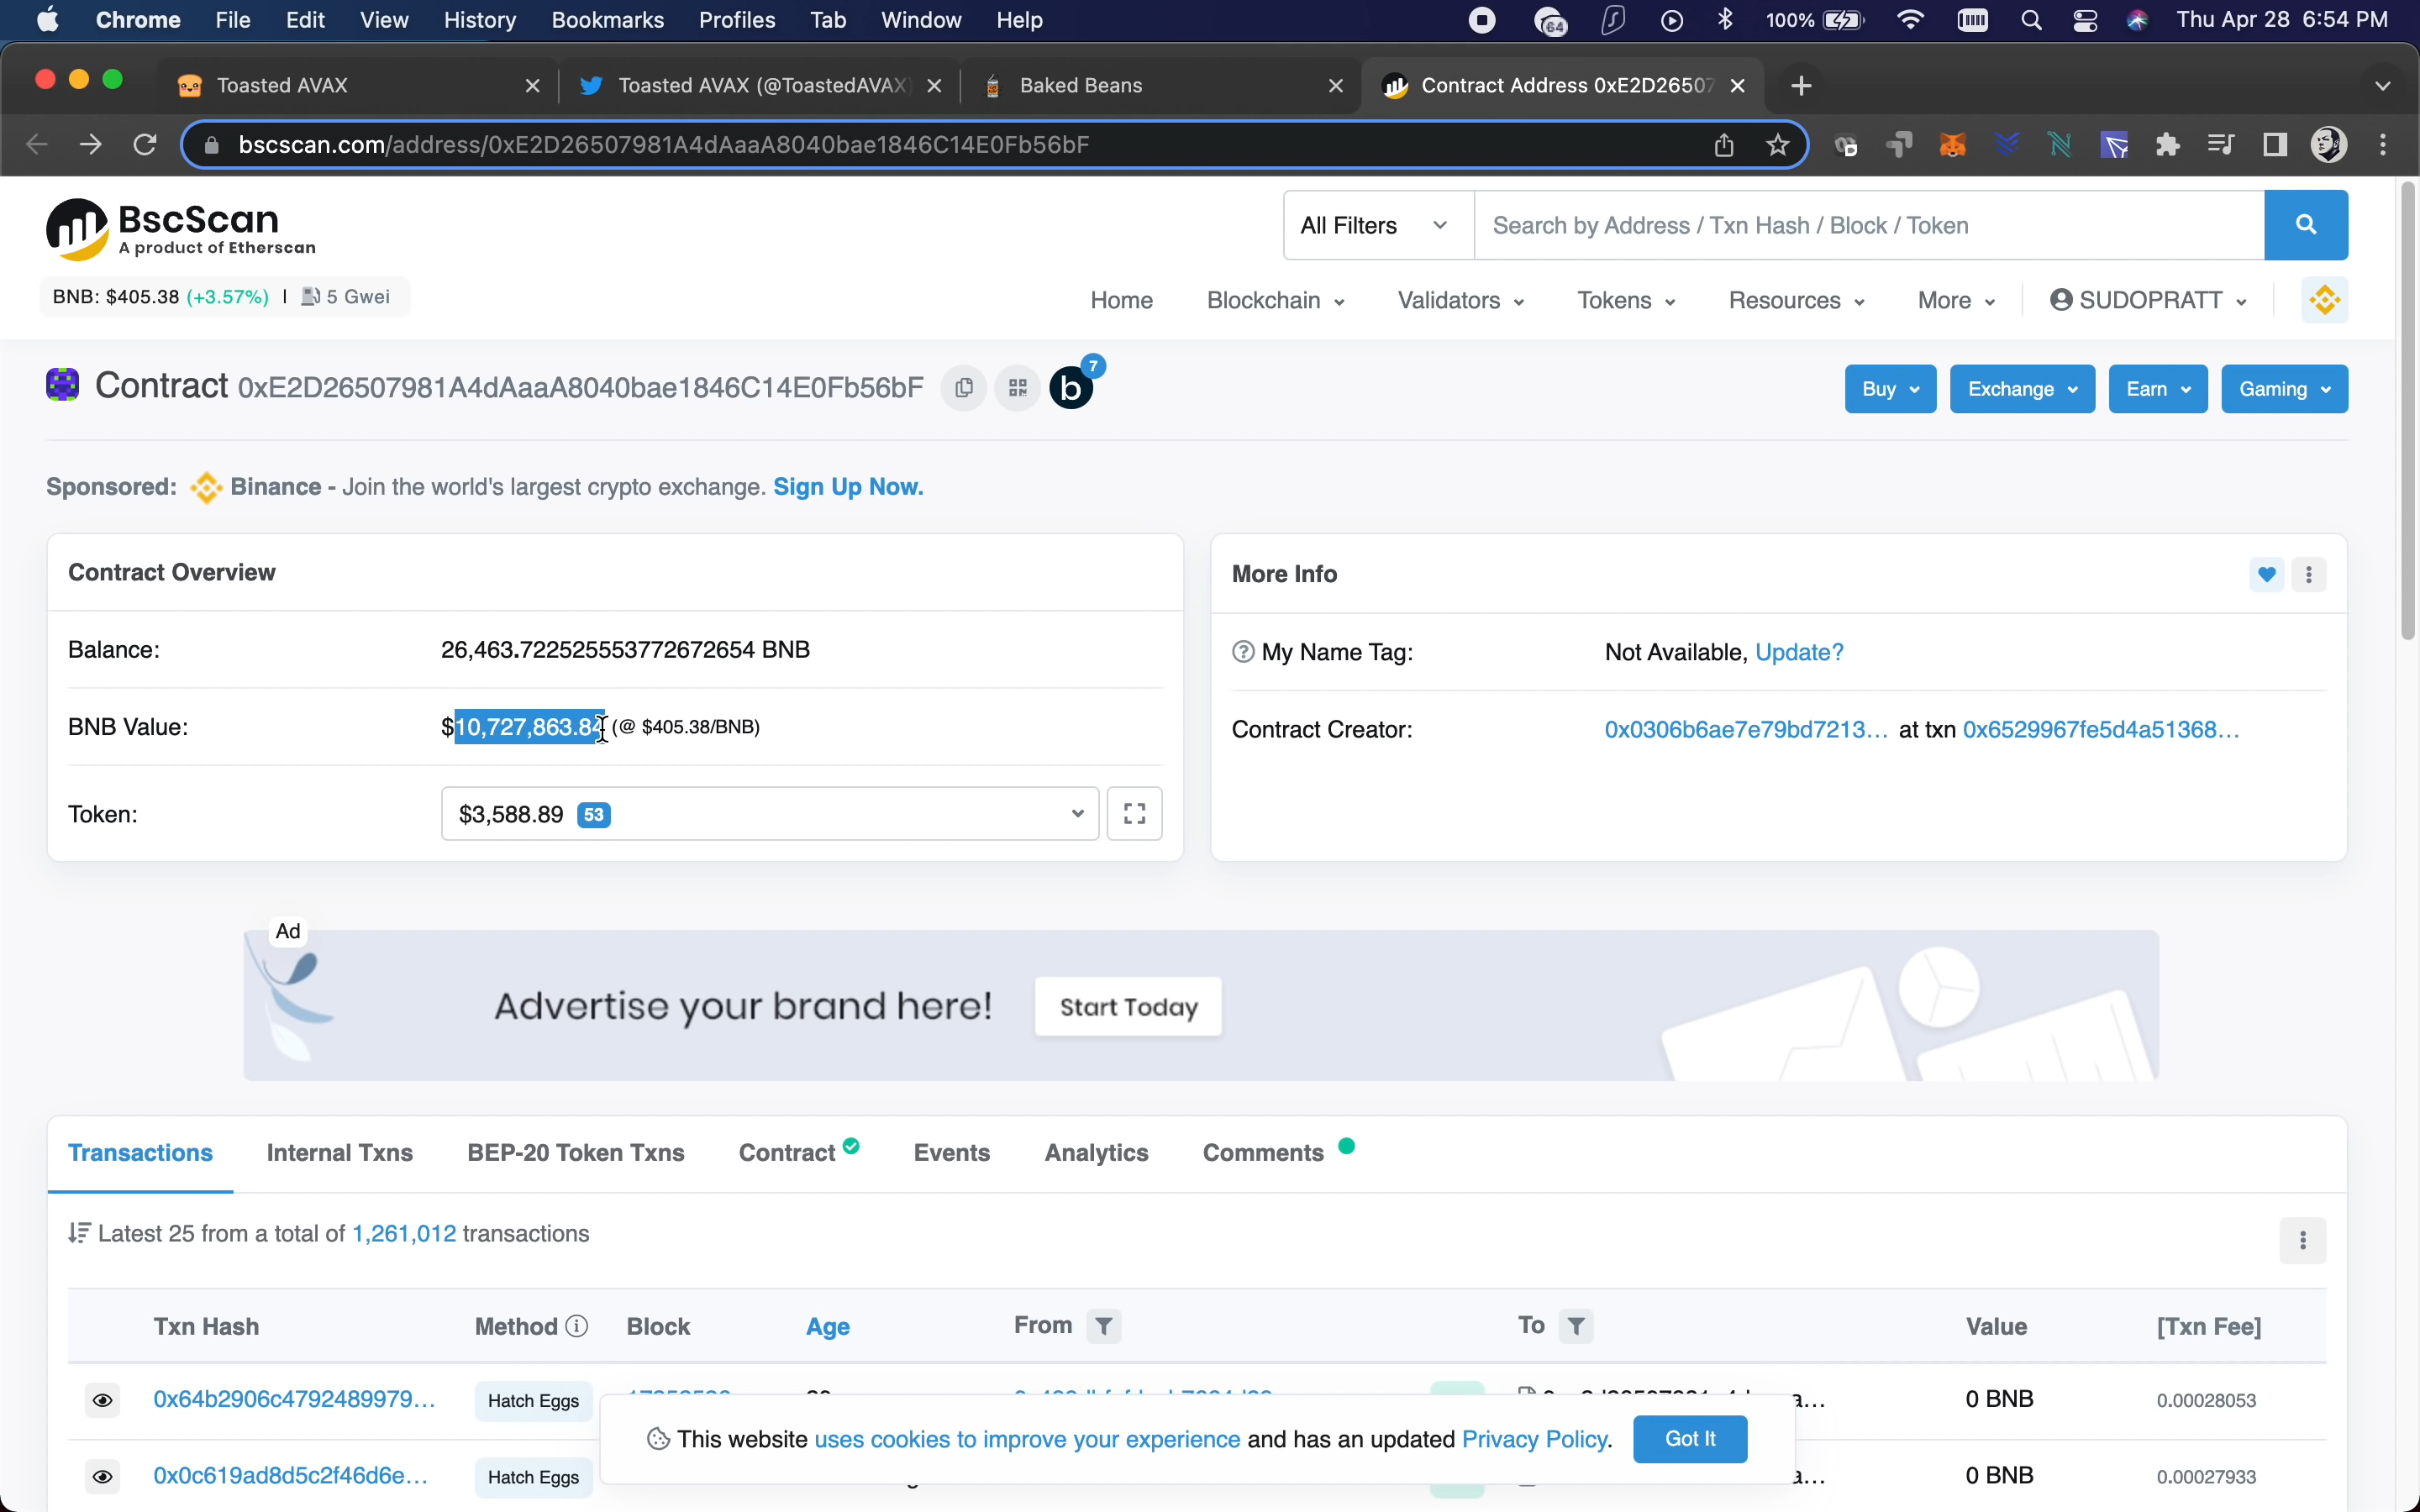 Chrome File Edit View History Bookmarks Profiles Tab Window Help 64 100% Thu Apr 28 6:54 PM
Toasted AVAX Toasted AVAX (@ToastedAVAX) Baked Beans Contract Address 0xE2D26507
bscscan.com/address/0xE2D26507981A4dAaaA8040bae1846C14E0Fb56bF
BscScan
A product of Etherscan
All Filters Search by Address / Txn Hash / Block / Token
BNB: $405.38 (+3.57%) | 5 Gwei
Home Blockchain Validators Tokens Resources More SUDOPRATT
Contract 0xE2D26507981A4dAaaA8040bae1846C14E0Fb56bF b 7
Buy Exchange Earn Gaming
Sponsored: Binance - Join the world's largest crypto exchange. Sign Up Now.
Contract Overview
Balance: 26,463.722525553772672654 BNB
BNB Value: $10,727,863.84 (@ $405.38/BNB)
Token: $3,588.89 53
More Info
My Name Tag: Not Available, Update?
Contract Creator: 0x0306b6ae7e79bd7213... at txn 0x6529967fe5d4a51368...
Ad
Advertise your brand here! Start Today
Transactions Internal Txns BEP-20 Token Txns Contract Events Analytics Comments
Latest 25 from a total of 1,261,012 transactions
Txn Hash Method Block Age From To Value [Txn Fee]
0x64b2906c4792489979... Hatch Eggs a... 0 BNB 0.00028053
This website uses cookies to improve your experience and has an updated Privacy Policy. Got It
0x0c619ad8d5c2f46d6e... Hatch Eggs a... 0 BNB 0.00027933